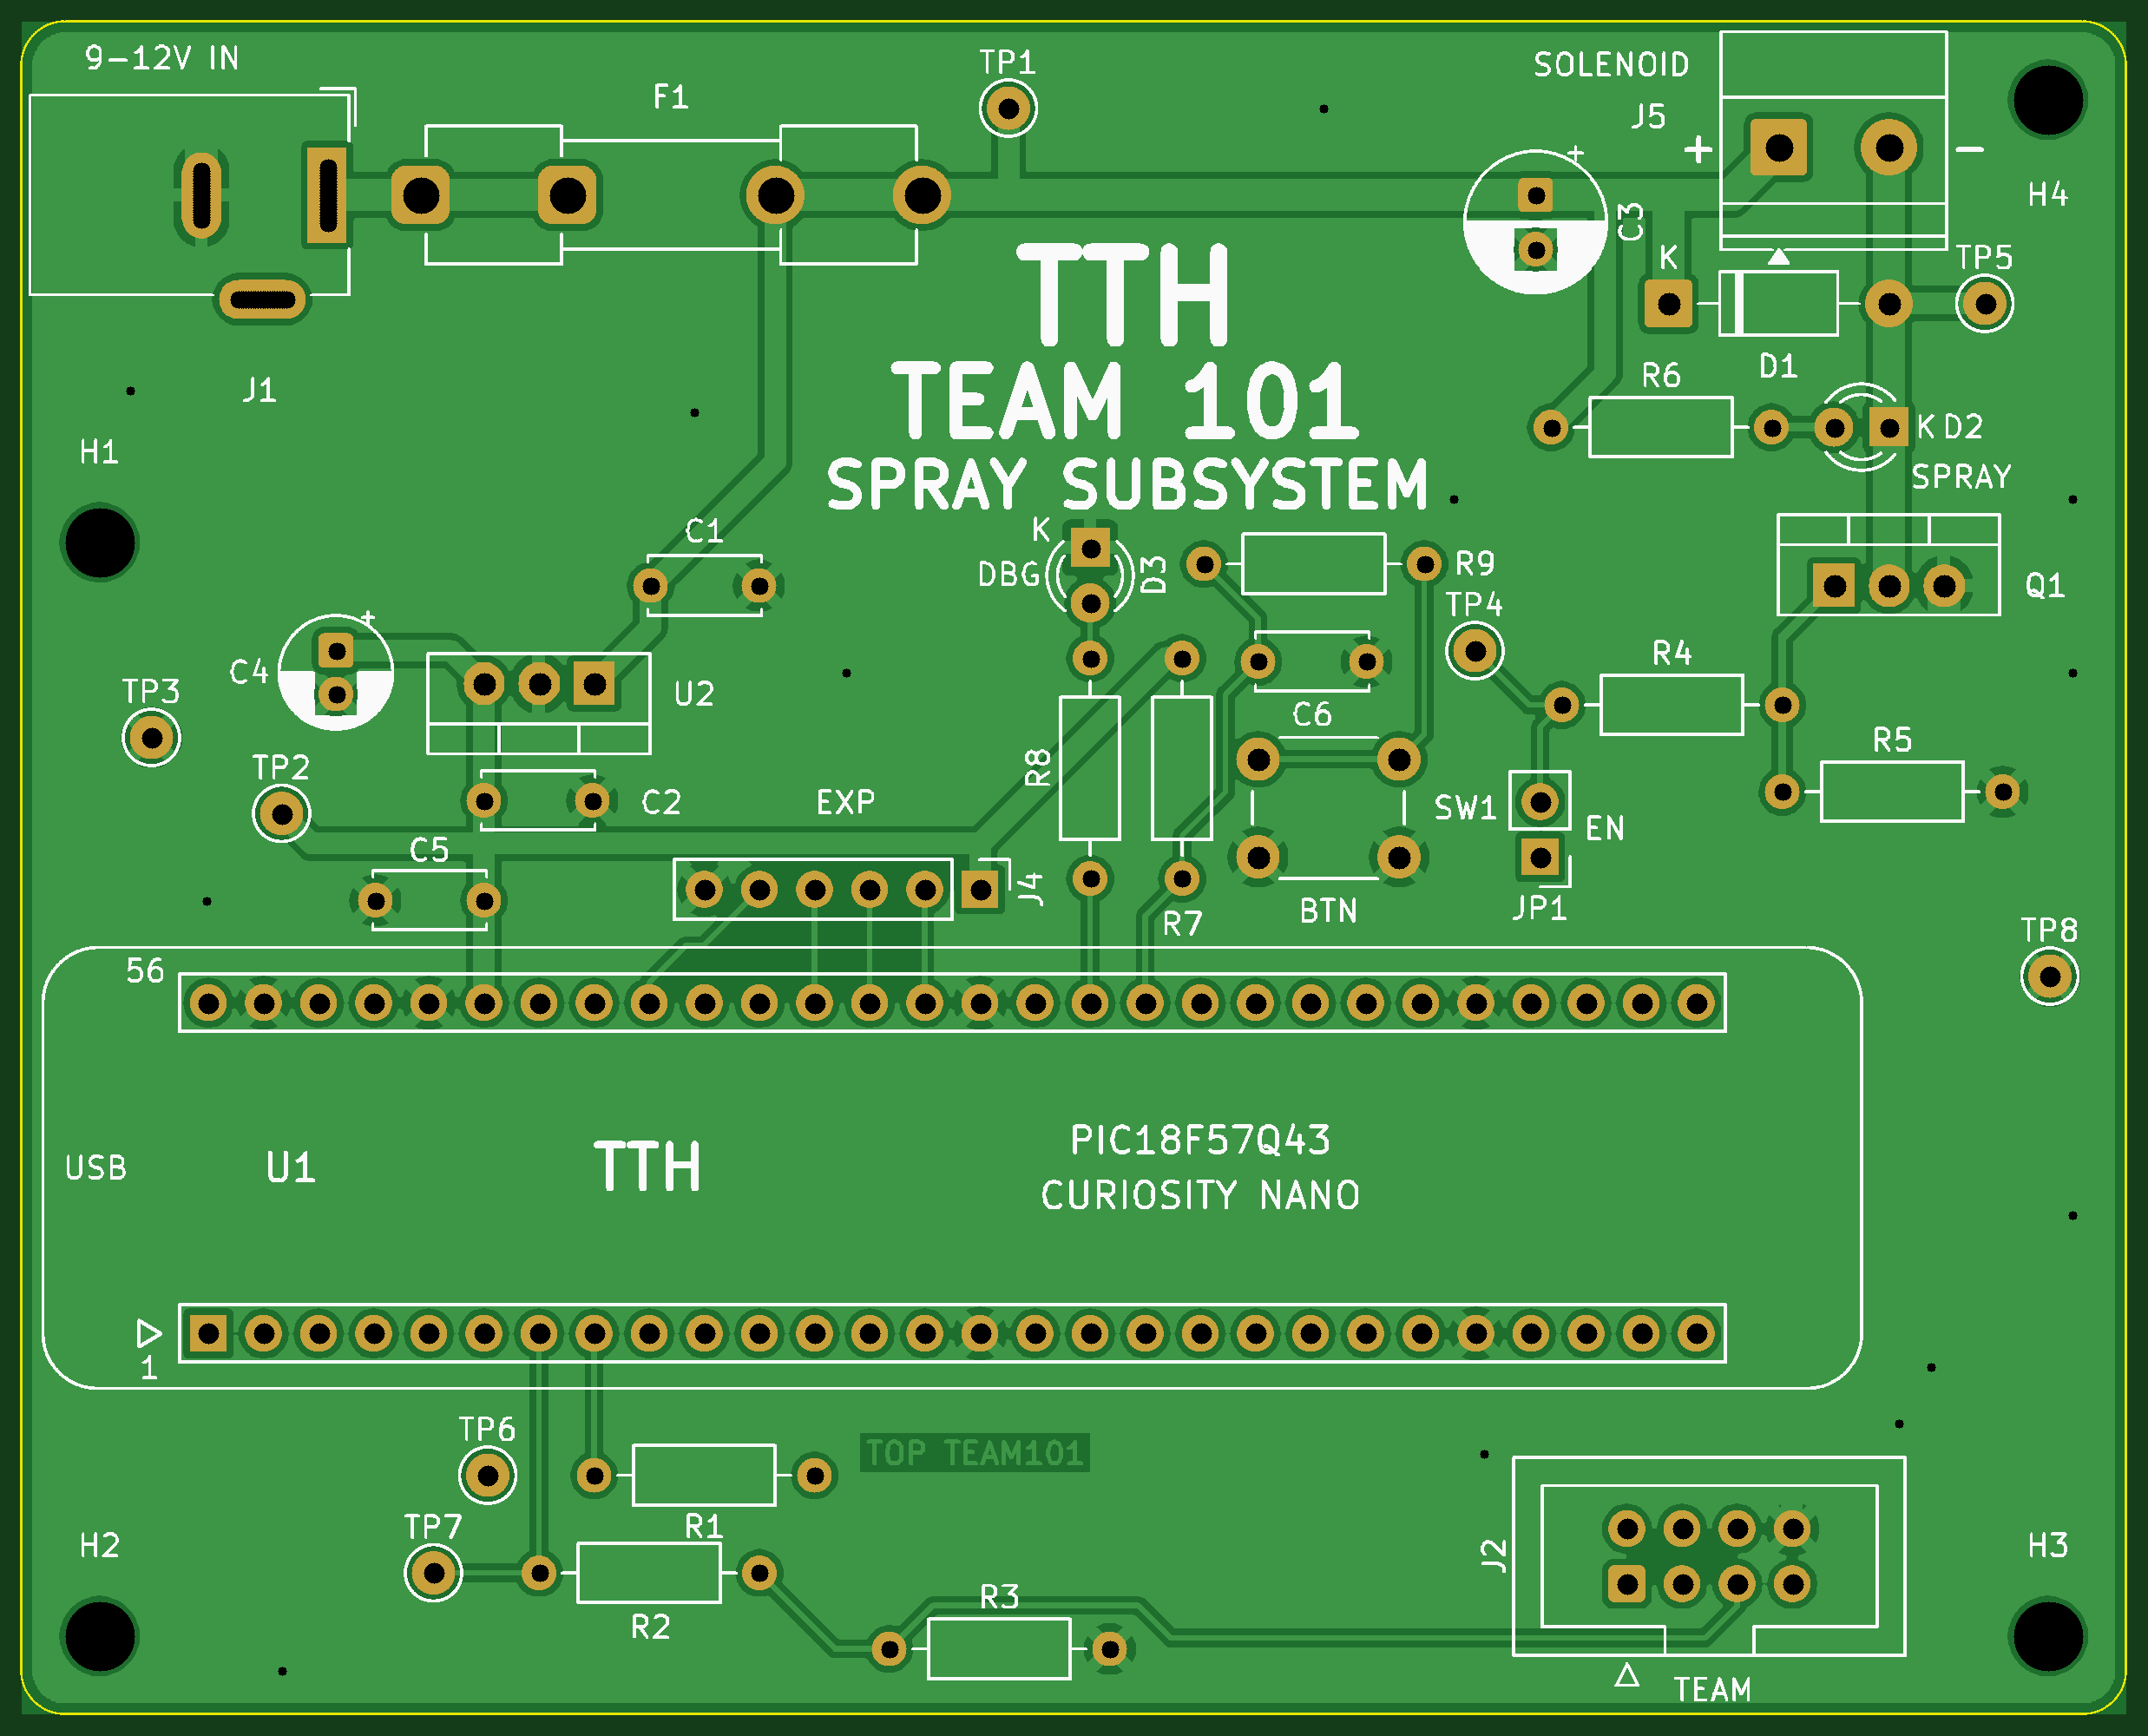 9-12V IN
F1
TP1
SOLENOID
J5
+
-
H4
C3
+
K
TP5
J1
H1
TTH
TEAM 101
SPRAY SUBSYSTEM
R6
D1
K D2
SPRAY
C1
K
DBG
D3
R9
TP4
Q1
+
C4
U2
TP3
TP2
C6
R4
R5
R8
C2
EXP
SW1
EN
C5
J4
R7
BTN
JP1
TP8
56
USB
U1
TTH
PIC18F57Q43
CURIOSITY NANO
1
TP6
TOP TEAM101
R1
TP7
H2
R2
R3
J2
H3
TEAM